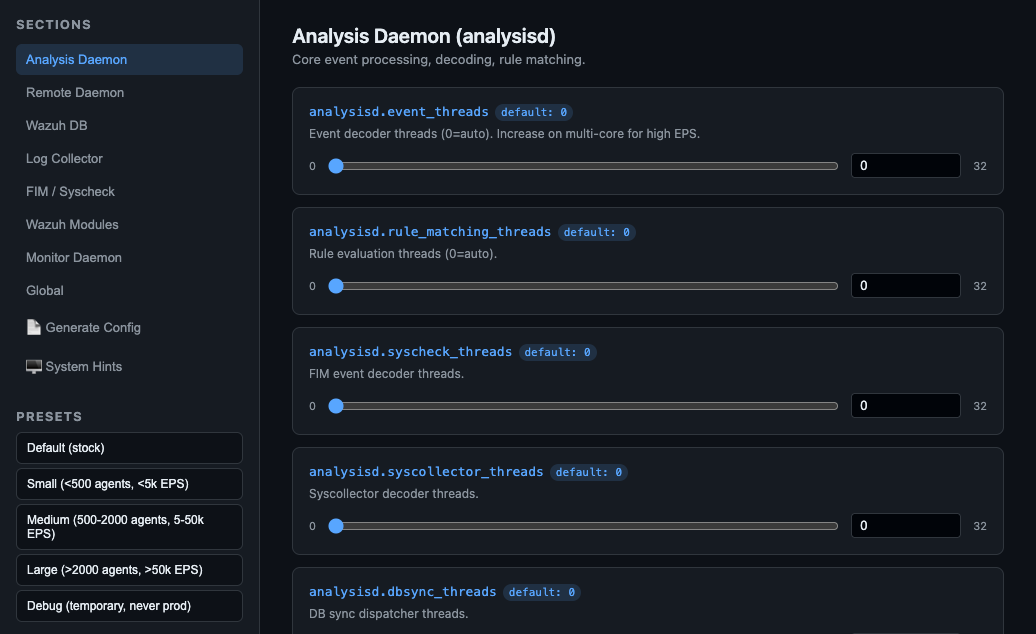 SECTIONS
Analysis Daemon
Remote Daemon
Wazuh DB
Log Collector
FIM / Syscheck
Wazuh Modules
Monitor Daemon
Global
Generate Config
System Hints
PRESETS
Default (stock)
Small (<500 agents, <5k EPS)
Medium (500-2000 agents, 5-50k
EPS)
Large (>2000 agents, >50k EPS)
Debug (temporary, never prod)
Analysis Daemon (analysisd)
Core event processing, decoding, rule matching.
analysisd.event_threads default: 0
Event decoder threads (0=auto). Increase on multi-core for high EPS.
0 0 32
analysisd.rule_matching_threads default: 0
Rule evaluation threads (0=auto).
0 0 32
analysisd.syscheck_threads default: 0
FIM event decoder threads.
0 0 32
analysisd.syscollector_threads default: 0
Syscollector decoder threads.
0 0 32
analysisd.dbsync_threads default: 0
DB sync dispatcher threads.